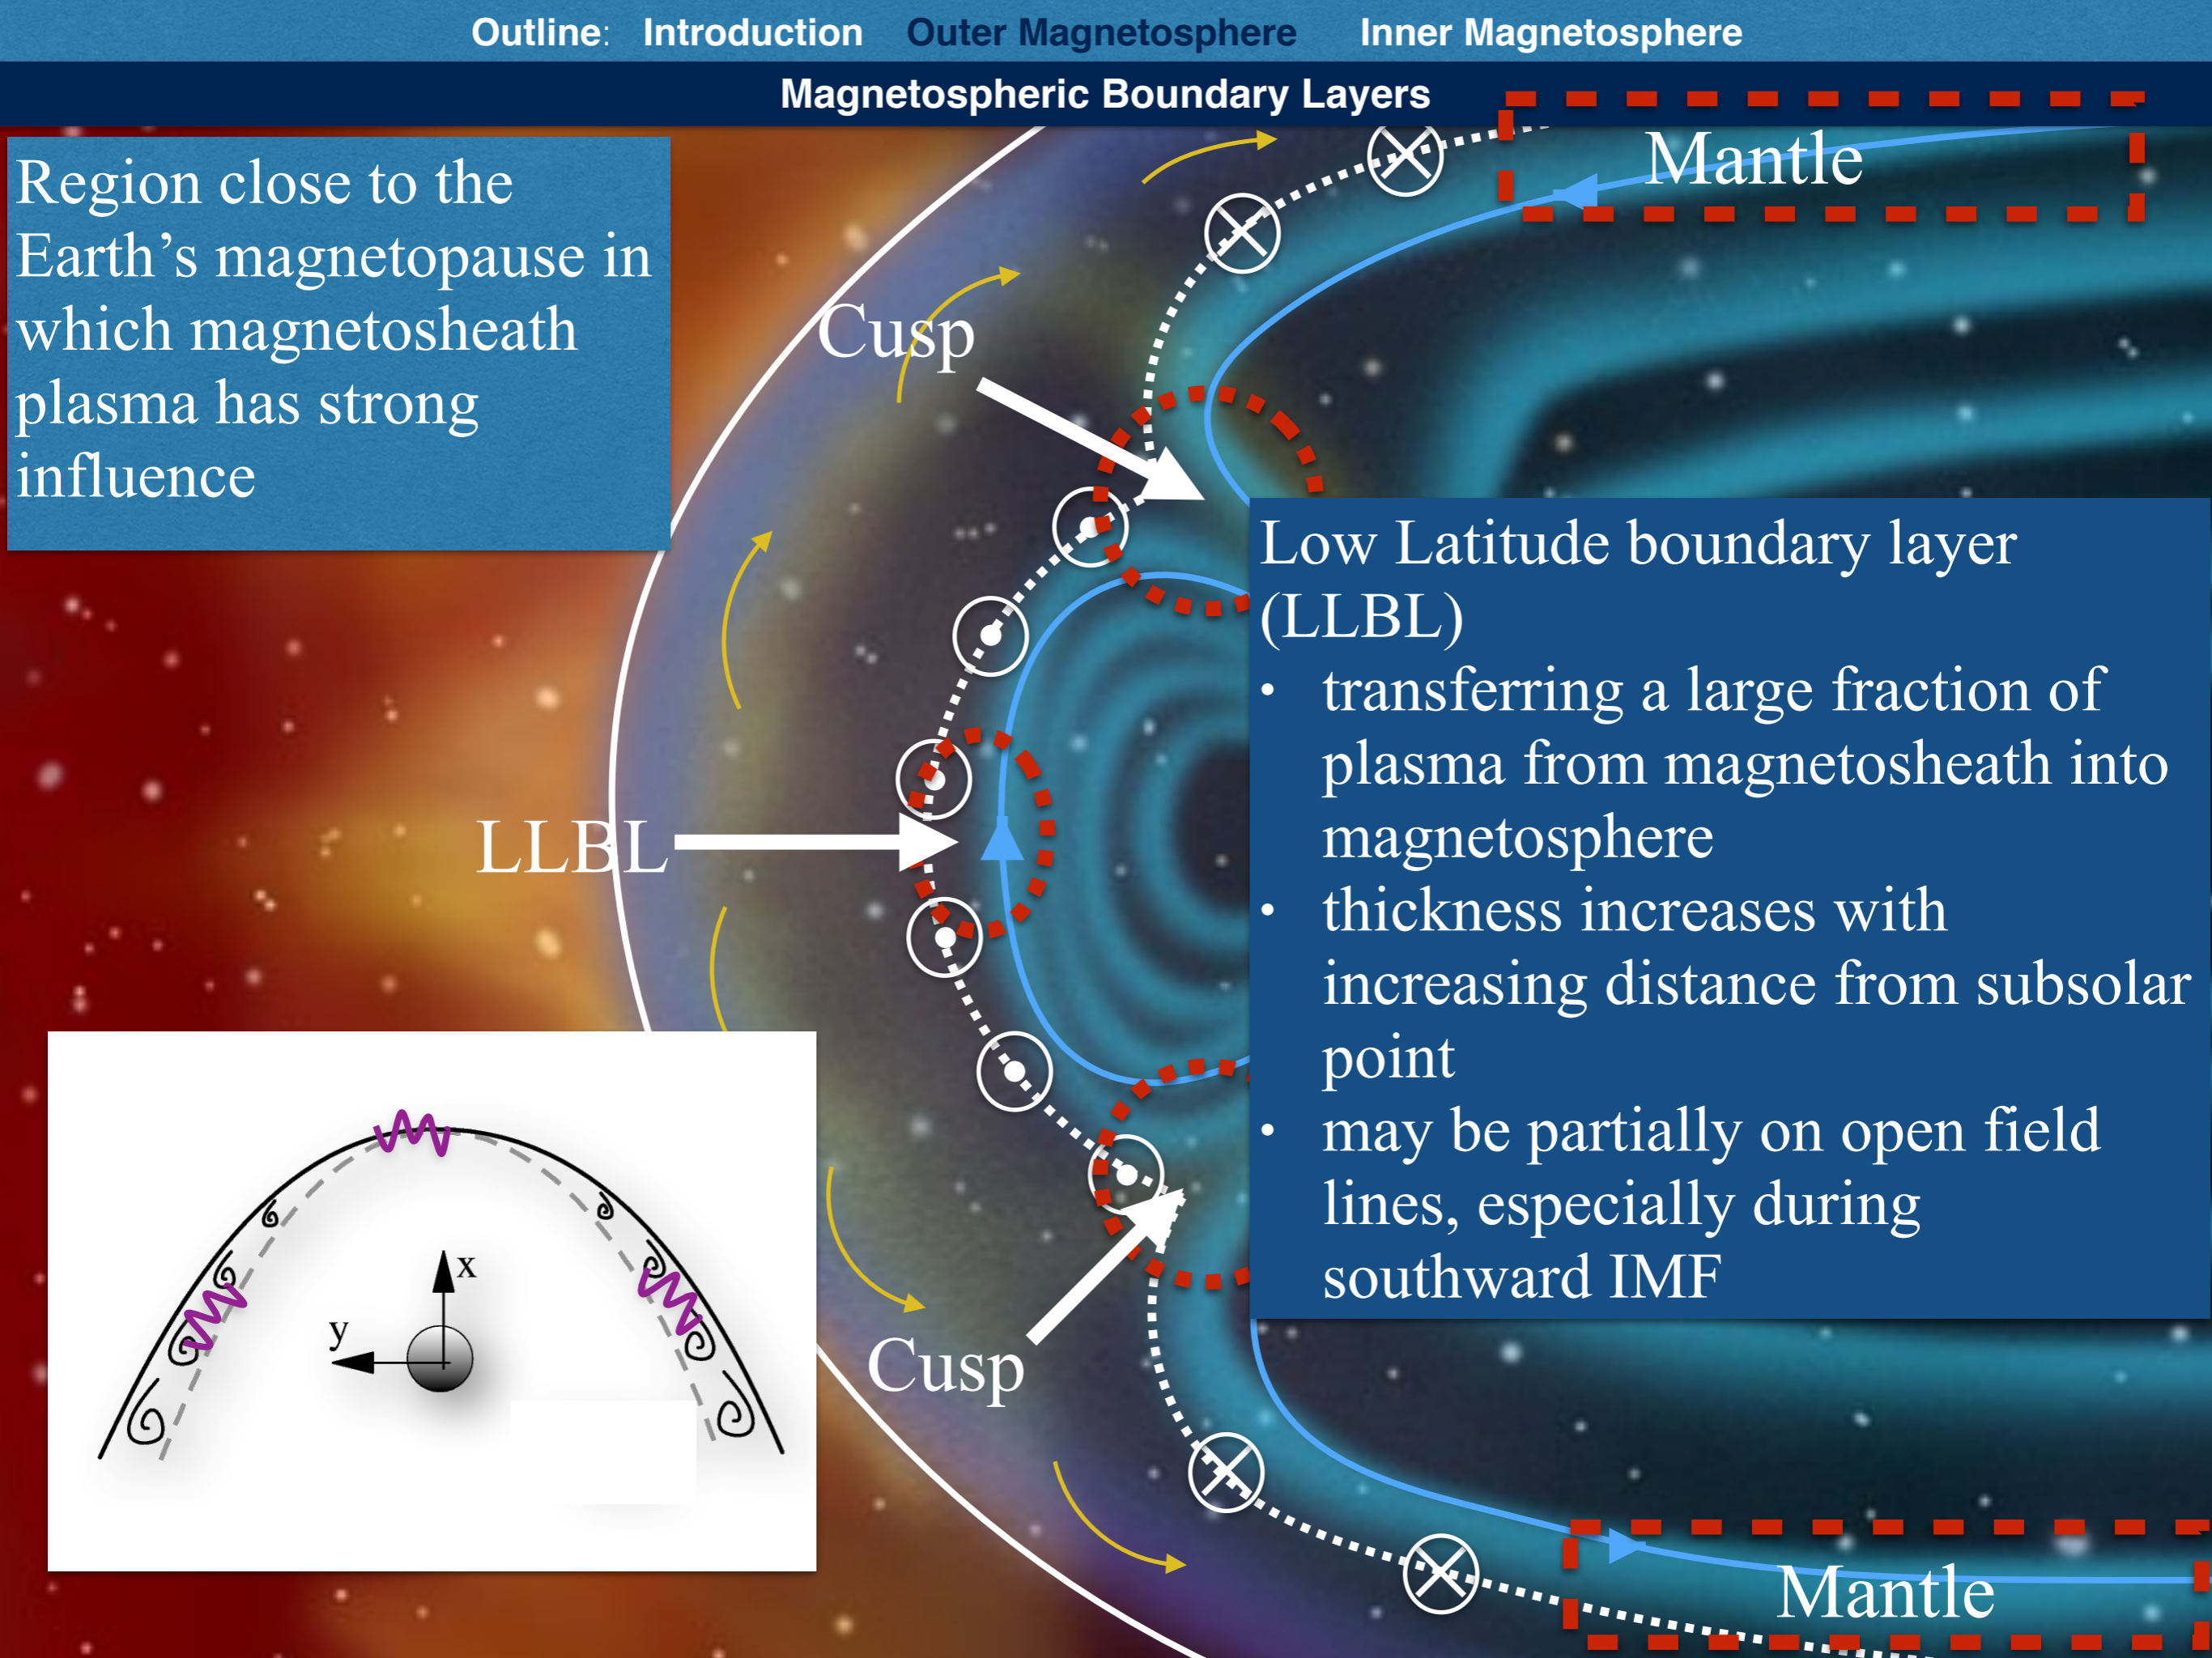 Outline: Introduction Outer Magnetosphere Inner Magnetosphere
Magnetospheric Boundary Layers
Region close to the
Earth’s magnetopause in
which magnetosheath
plasma has strong
influence
Mantle
Cusp
LLBL
Low Latitude boundary layer
(LLBL)
• transferring a large fraction of
plasma from magnetosheath into
magnetosphere
• thickness increases with
increasing distance from subsolar
point
• may be partially on open field
lines, especially during
southward IMF
x
y
Cusp
Mantle